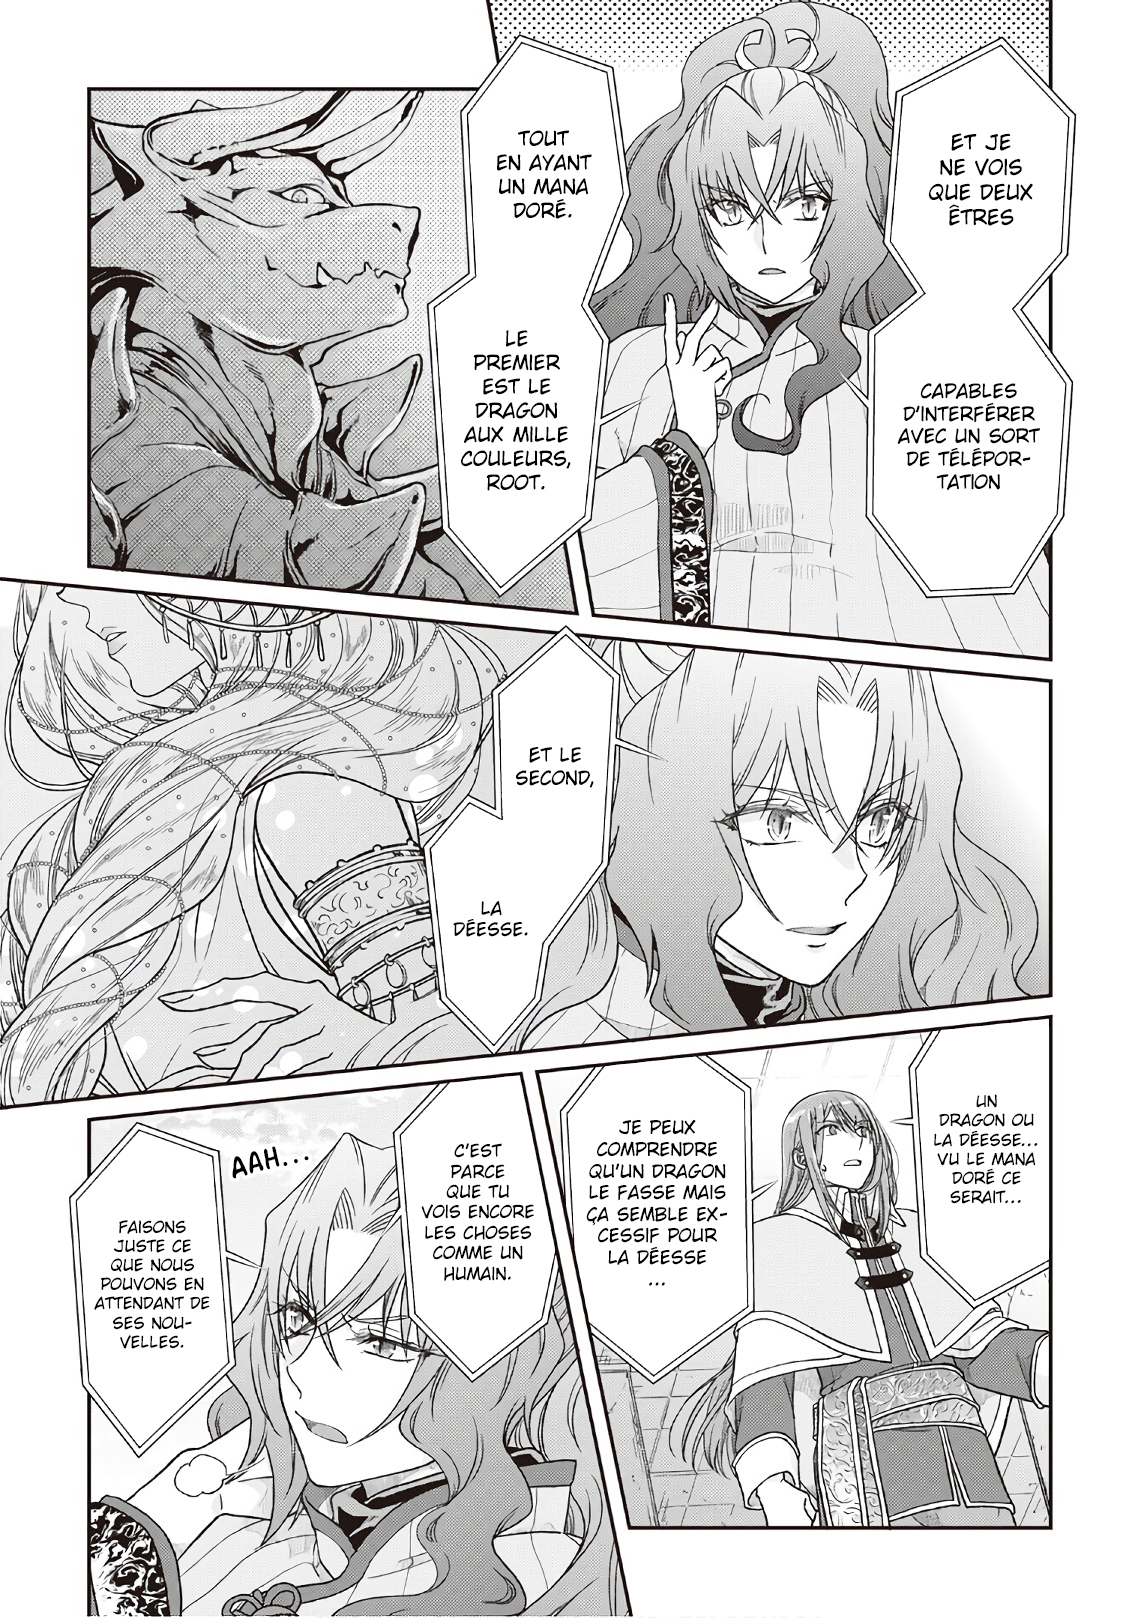 ET JE
NE VOIS
QUE DEUX
ÊTRES
CAPABLES
D'INTERFÉRER
AVEC UN SORT
DE TÉLÉPOR-
TATION
TOUT
EN AYANT
UN MANA
DORÉ.
LE
PREMIER
EST LE
DRAGON
AUX MILLE
COULEURS,
ROOT.
ET LE
SECOND,
LA
DÉESSE.
UN
DRAGON OU
LA DÉESSE...
VU LE MANA
DORÉ CE
SERAIT...
JE PEUX
COMPRENDRE
QU'UN DRAGON
LE FASSE MAIS
ÇA SEMBLE EX-
CESSIF POUR
LA DÉESSE
...
C'EST
PARCE
QUE TU
VOIS ENCORE
LES CHOSES
COMME UN
HUMAIN.
AAH...
FAISONS
JUSTE CE
QUE NOUS
POUVONS EN
ATTENDANT DE
SES NOU-
VELLES.